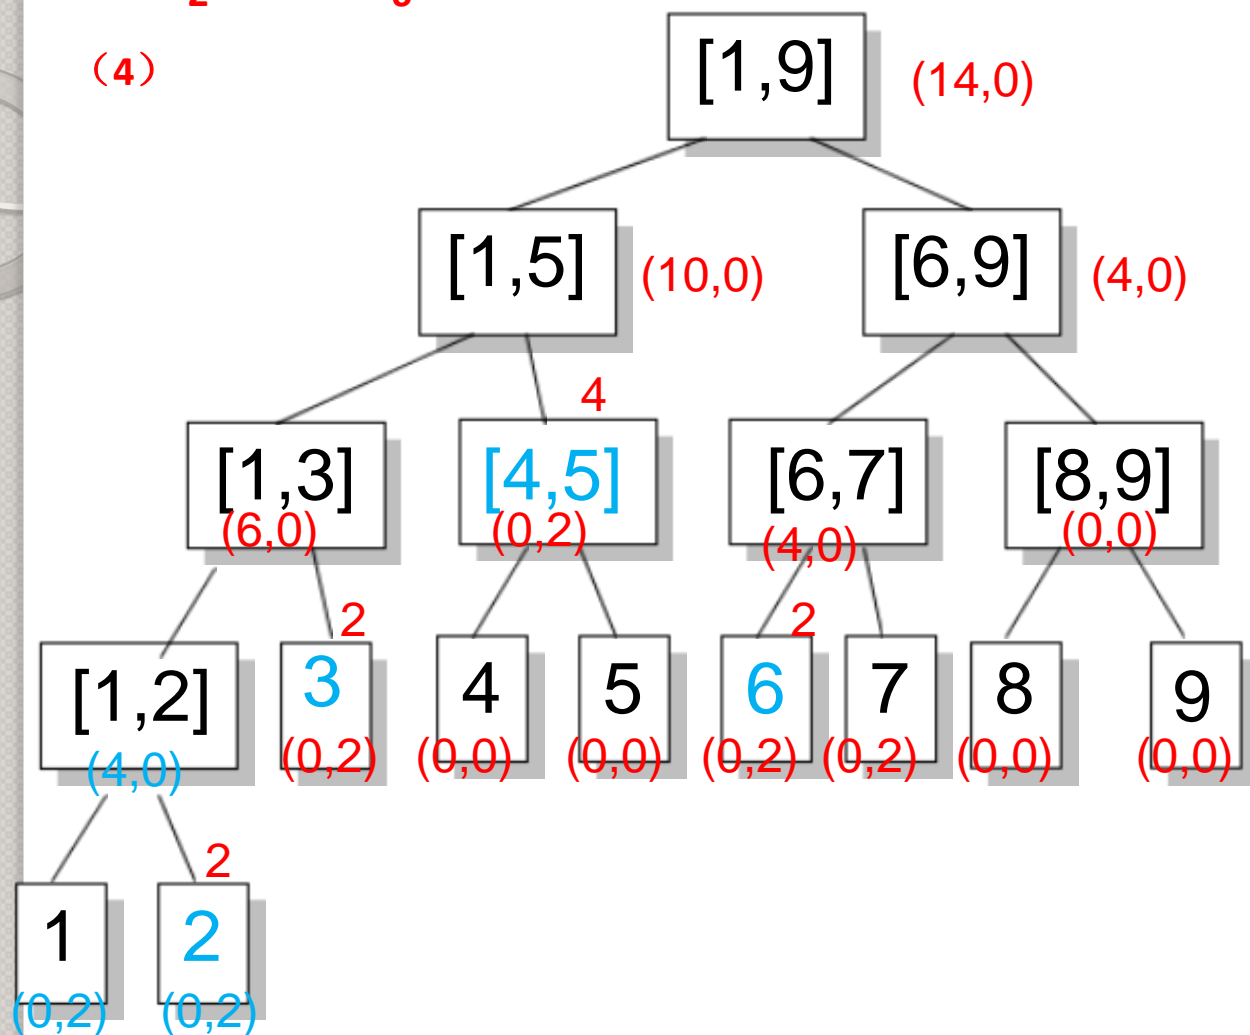 （4）
[1,9] (14,0)
[1,5] (10,0) [6,9] (4,0)
4
[1,3] [4,5] [6,7] [8,9]
(6,0) (0,2) (4,0) (0,0)
2 2
[1,2] 3 4 5 6 7 8 9
(4,0) (0,2) (0,0) (0,0) (0,2) (0,2) (0,0) (0,0)
2
1 2
(0,2) (0,2)